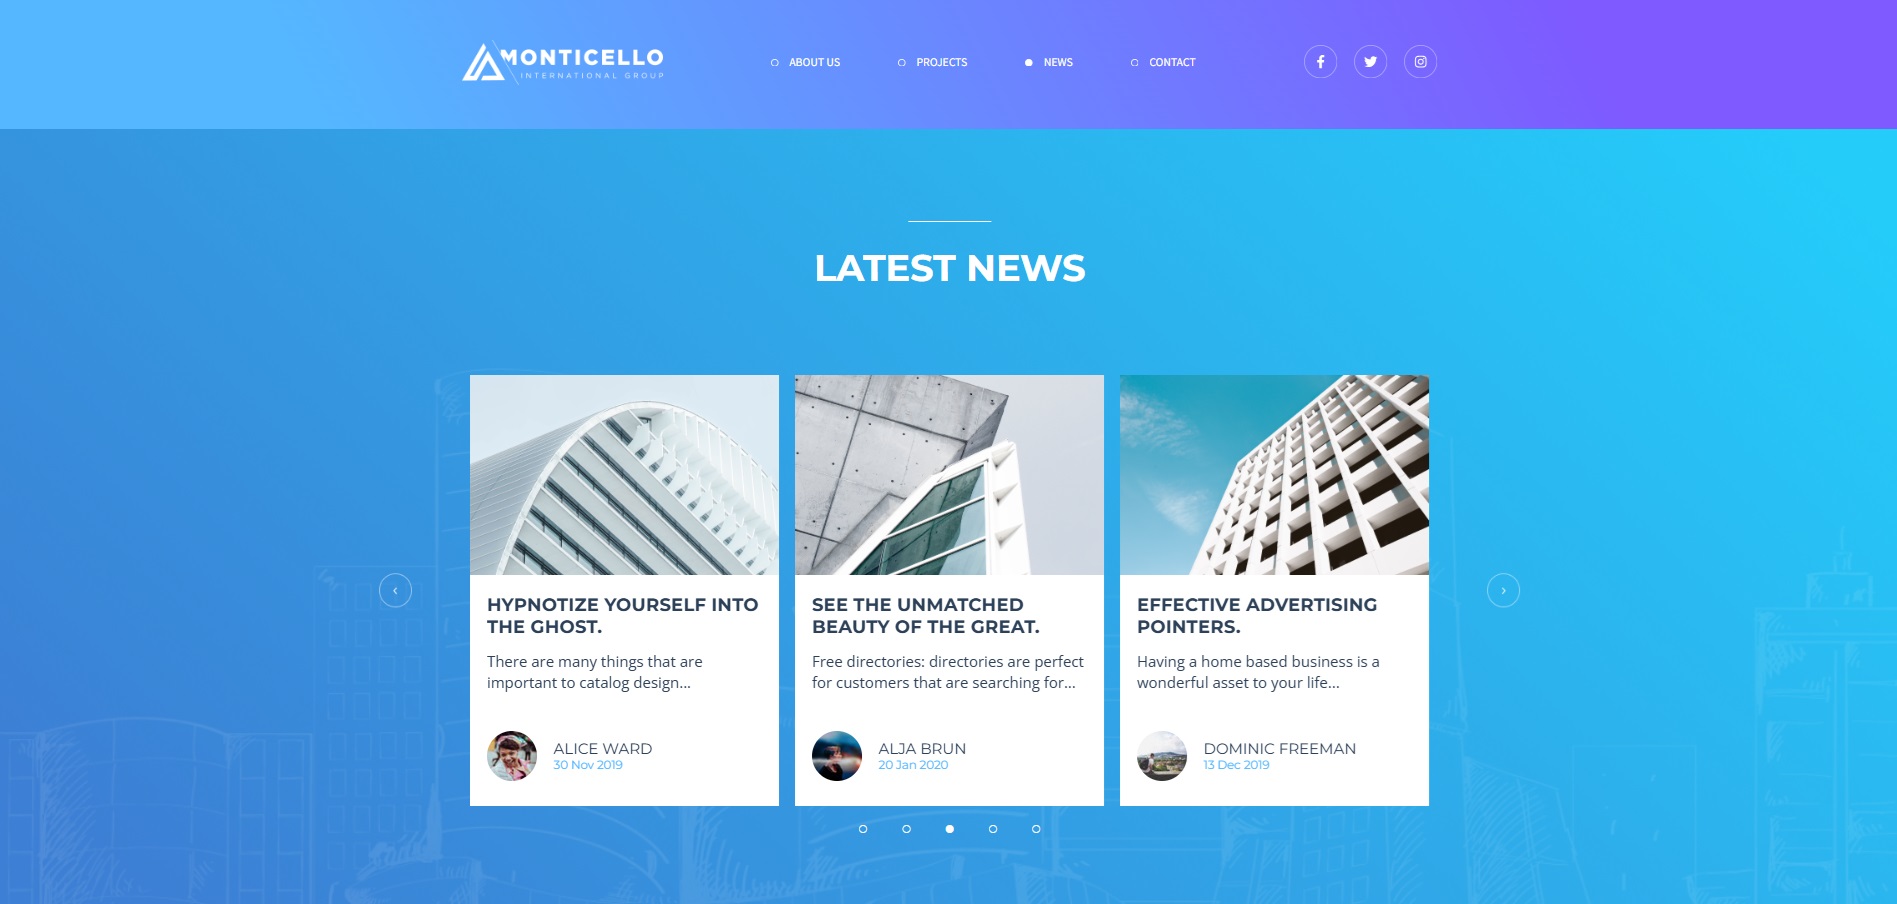 MONTICELLO
INTERNATIONAL GROUP
ABOUT US
PROJECTS
NEWS
CONTACT
LATEST NEWS
HYPNOTIZE YOURSELF INTO
THE GHOST.
There are many things that are
important to catalog design...
ALICE WARD
30 Nov 2019
SEE THE UNMATCHED
BEAUTY OF THE GREAT.
Free directories: directories are perfect
for customers that are searching for...
ALJA BRUN
20 Jan 2020
EFFECTIVE ADVERTISING
POINTERS.
Having a home based business is a
wonderful asset to your life...
DOMINIC FREEMAN
13 Dec 2019